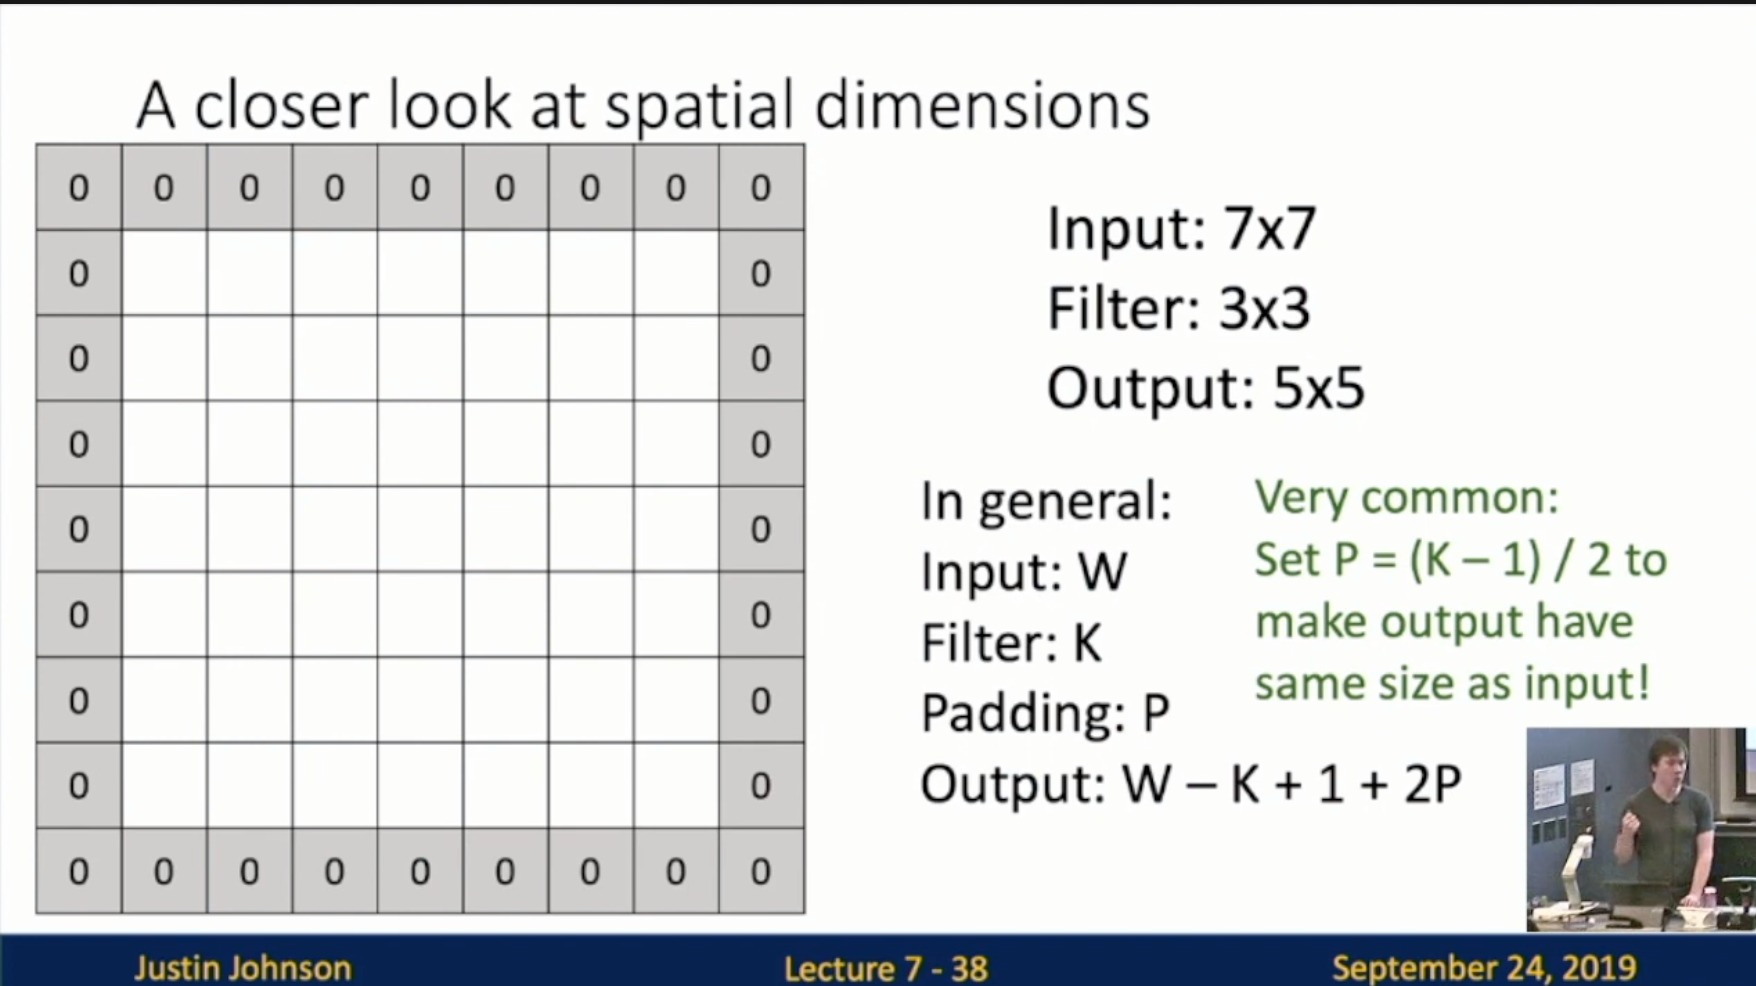 A closer look at spatial dimensions
0 0 0 0 0 0 0 0 0
0 0
0 0
0 0
0 0
0 0
0 0
0 0
0 0 0 0 0 0 0 0 0
Input: 7x7
Filter: 3x3
Output: 5x5
In general:
Input: W
Filter: K
Padding: P
Output: W – K + 1 + 2P
Very common:
Set P = (K – 1) / 2 to
make output have
same size as input!
Justin Johnson
Lecture 7 - 38
September 24, 2019